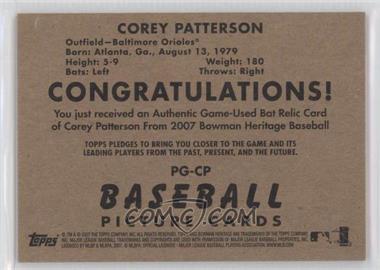 COREY PATTERSON
Outfield—Baltimore Orioles®
Born: Atlanta, Ga., August 13, 1979
Height: 5-9 Weight: 180
Bats: Left Throws: Right
CONGRATULATIONS!
You just received an Authentic Game-Used Bat Relic Card
of Corey Patterson From 2007 Bowman Heritage Baseball
TOPPS PLEDGES TO BRING YOU CLOSER TO THE GAME AND ITS
LEADING PLAYERS FROM THE PAST, PRESENT, AND THE FUTURE.
PG-CP
BASEBALL
PICTURE CARDS
Topps